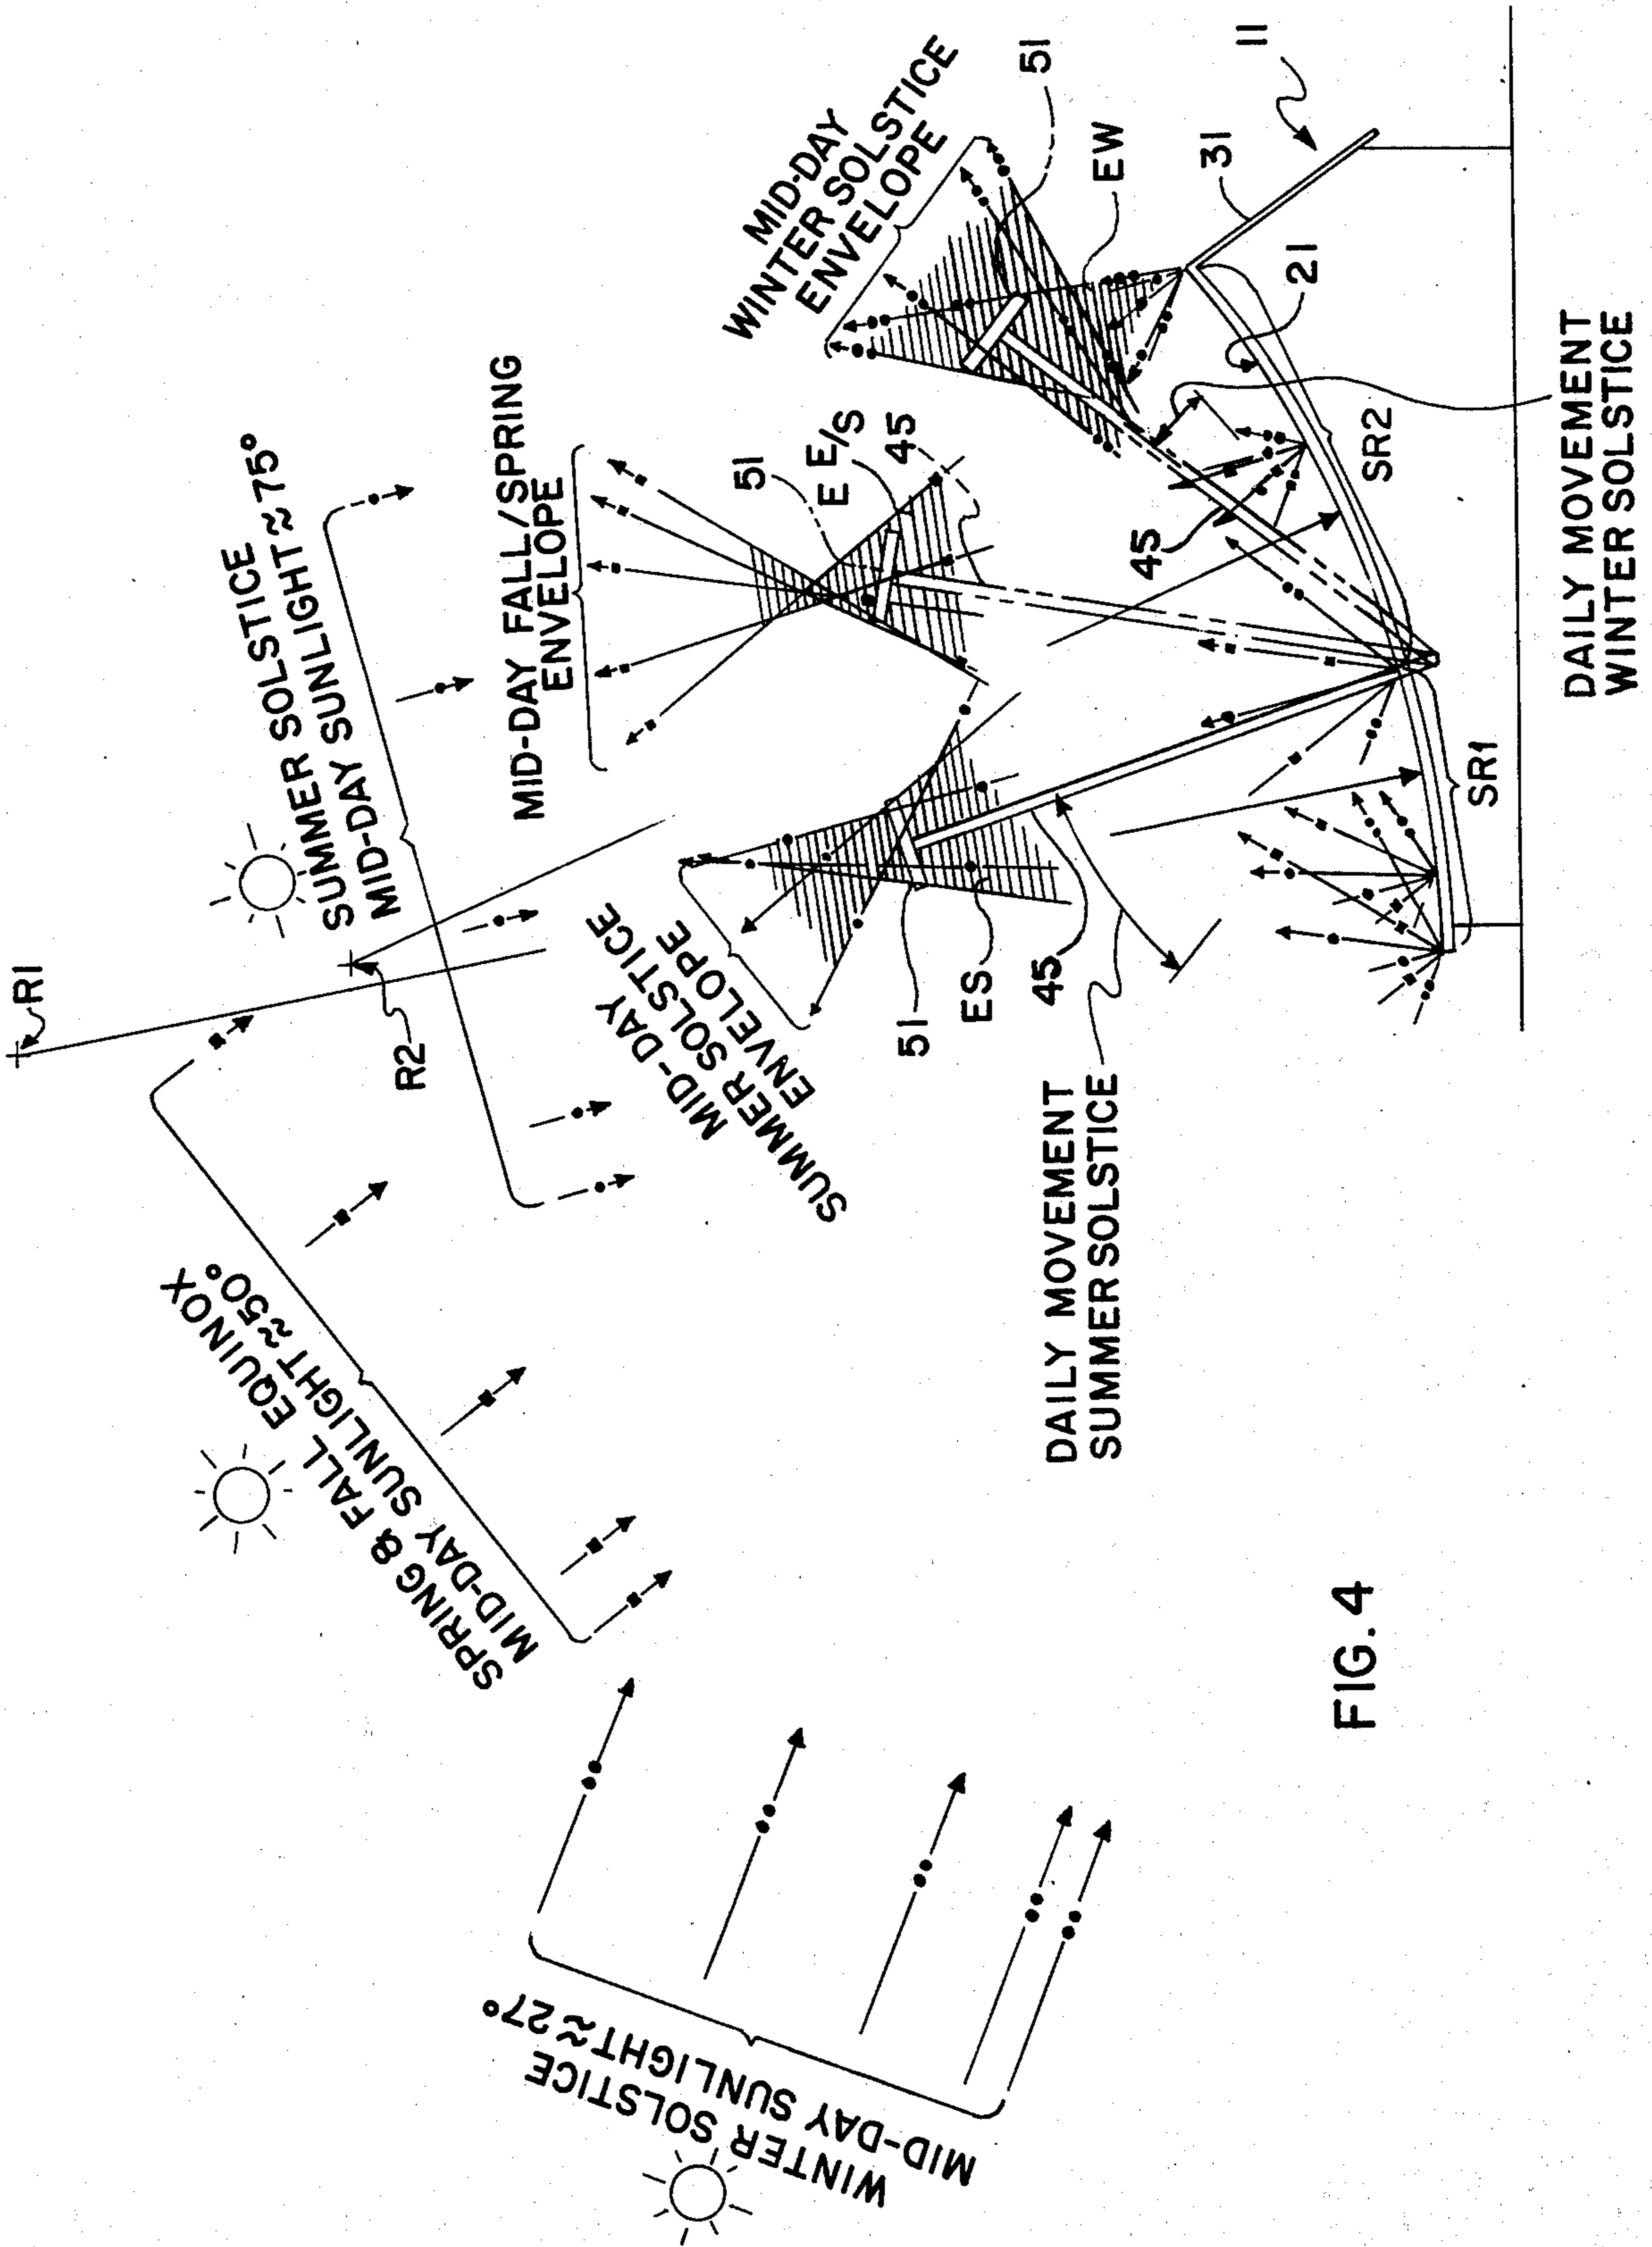 R1
R2
SUMMER SOLSTICE
MID-DAY SUNLIGHT≈75°
SPRING & FALL EQUINOX
MID-DAY SUNLIGHT≈50°
WINTER SOLSTICE
MID-DAY SUNLIGHT≈27°
MID-DAY FALL/SPRING
ENVELOPE
MID-DAY
WINTER SOLSTICE
ENVELOPE
MID-DAY
SUMMER SOLSTICE
ENVELOPE
51
E E/S
45
51
EW
31
11
21
51
ES
45
45
SR2
SR1
DAILY MOVEMENT
SUMMER SOLSTICE
DAILY MOVEMENT
WINTER SOLSTICE
FIG. 4